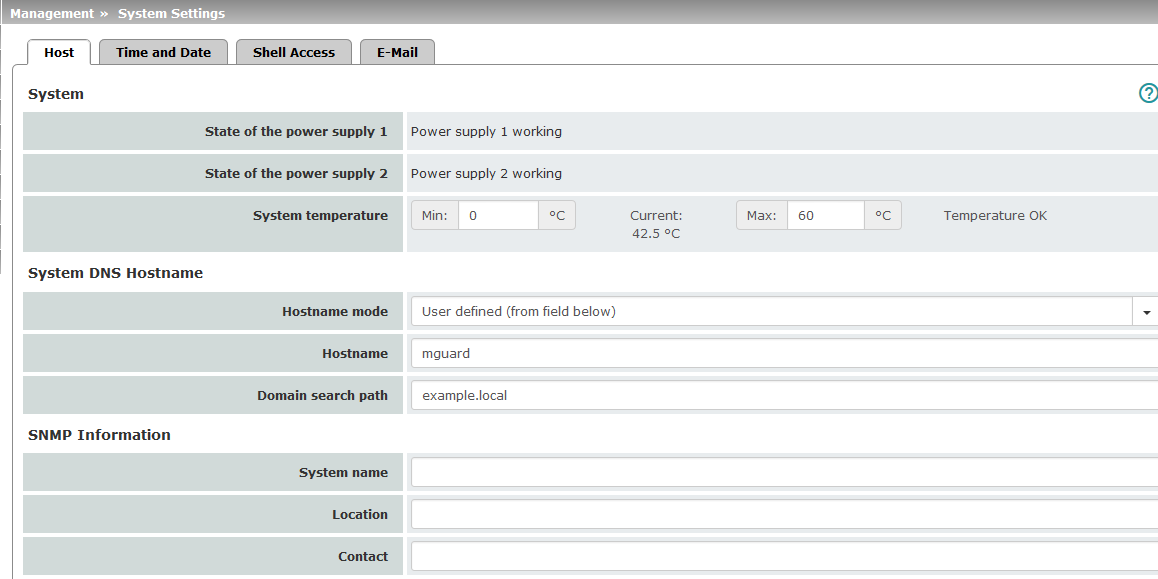 Management » System Settings
Host Time and Date Shell Access E-Mail
System ?
State of the power supply 1 Power supply 1 working
State of the power supply 2 Power supply 2 working
System temperature Min: 0 °C Current: Max: 60 °C Temperature OK
42.5 °C
System DNS Hostname
Hostname mode User defined (from field below)
Hostname mguard
Domain search path example.local
SNMP Information
System name
Location
Contact